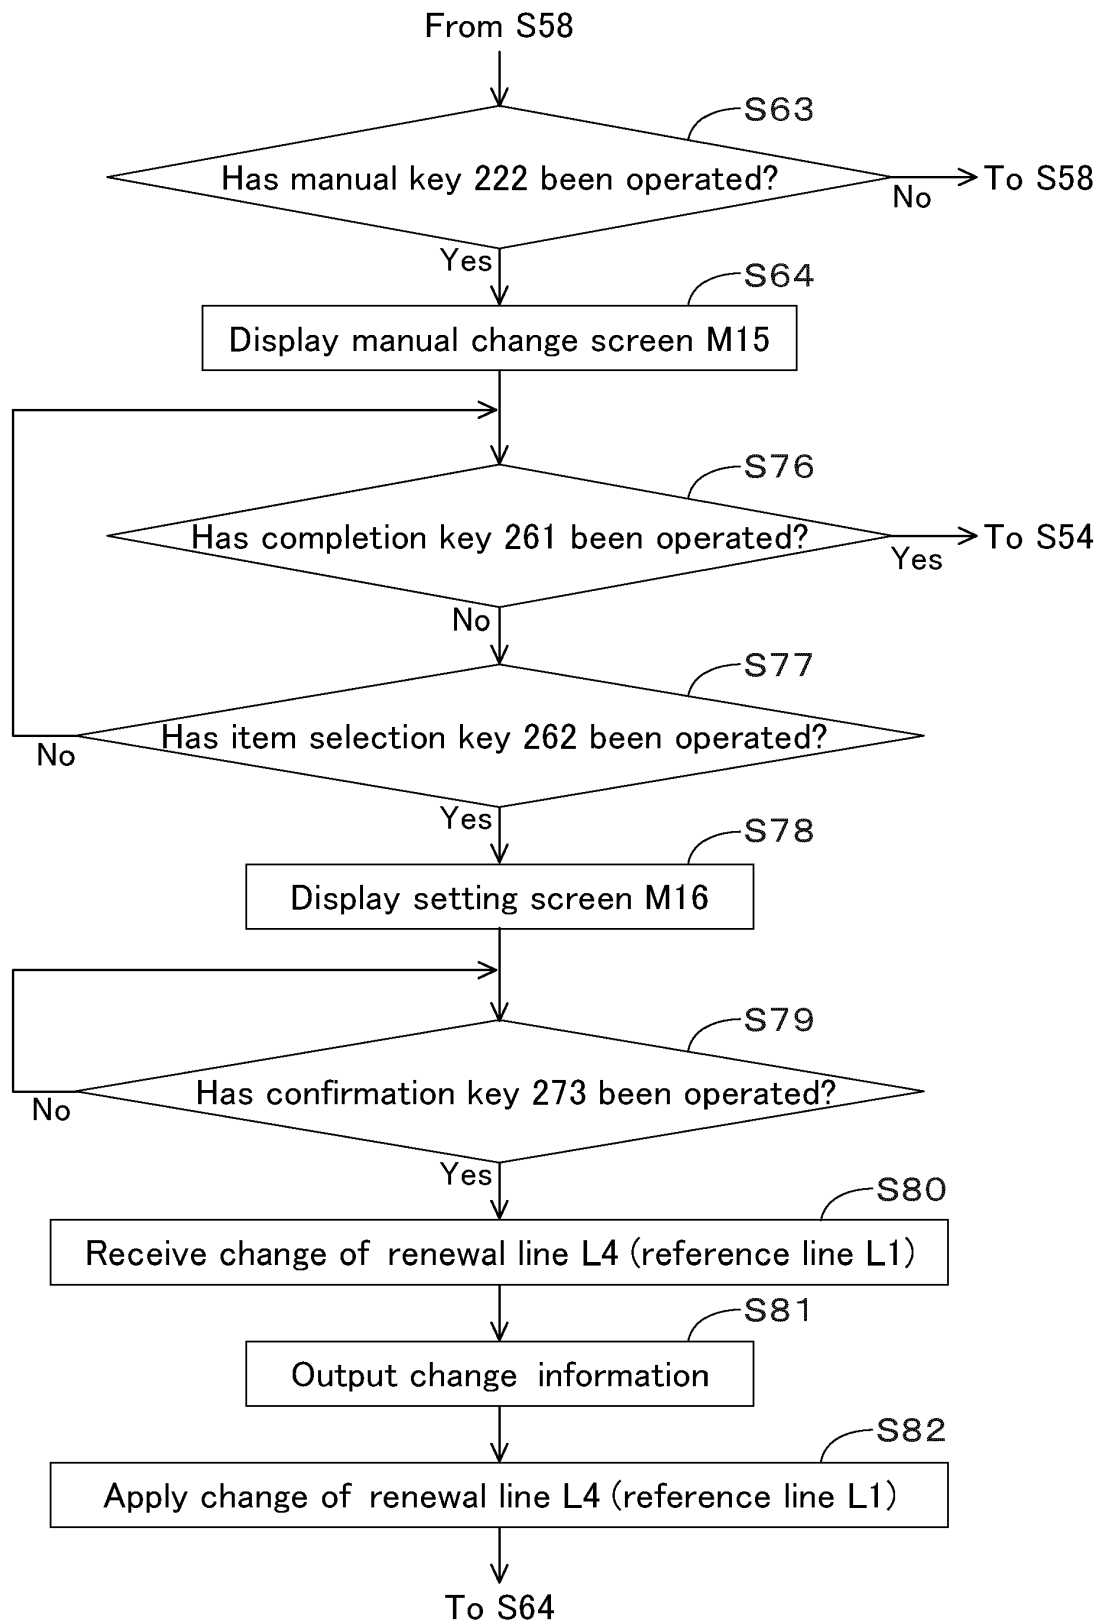 From S58
S63
Has manual key 222 been operated?
To S58
No
Yes
S64
Display manual change screen M15
S76
Has completion key 261 been operated?
To S54
Yes
No
S77
Has item selection key 262 been operated?
No
Yes
S78
Display setting screen M16
S79
Has confirmation key 273 been operated?
No
Yes
S80
Receive change of renewal line L4 (reference line L1)
S81
Output change information
S82
Apply change of renewal line L4 (reference line L1)
To S64